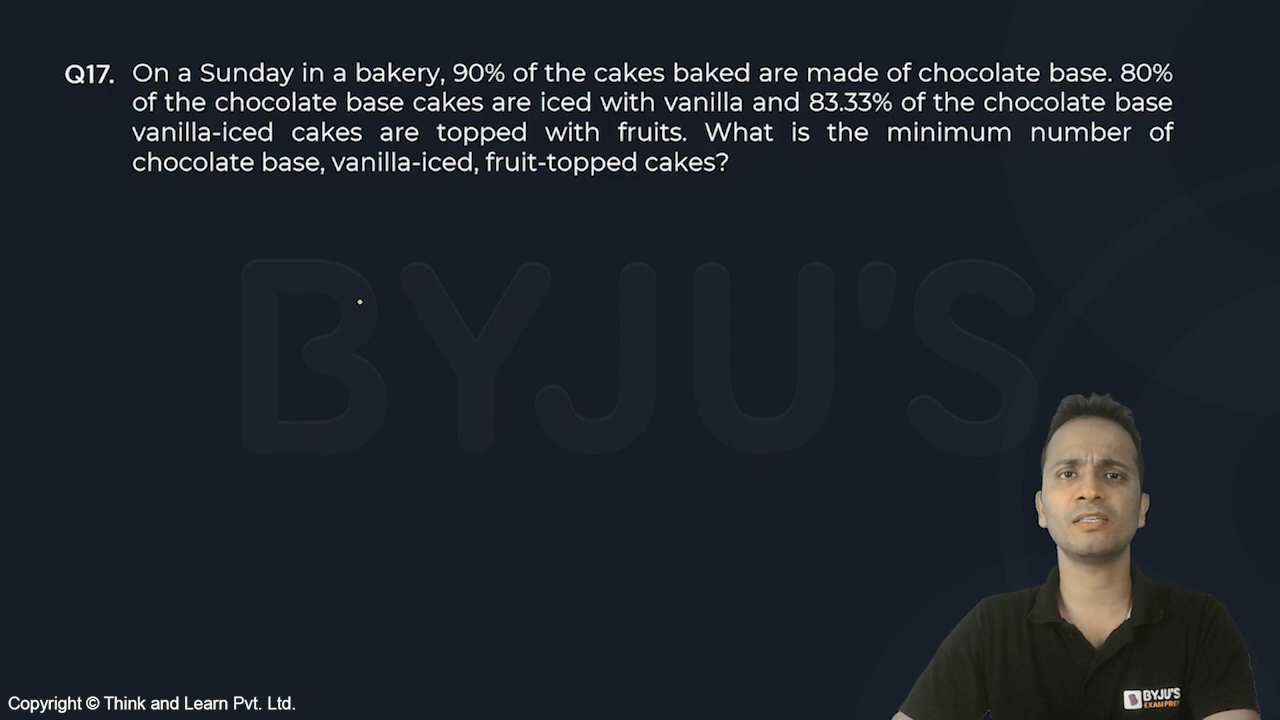 Q17. On a Sunday in a bakery, 90% of the cakes baked are made of chocolate base. 80%
of the chocolate base cakes are iced with vanilla and 83.33% of the chocolate base
vanilla-iced cakes are topped with fruits. What is the minimum number of
chocolate base, vanilla-iced, fruit-topped cakes?
BYJU'S
BYJU'S
EXAM PREP
Copyright © Think and Learn Pvt. Ltd.